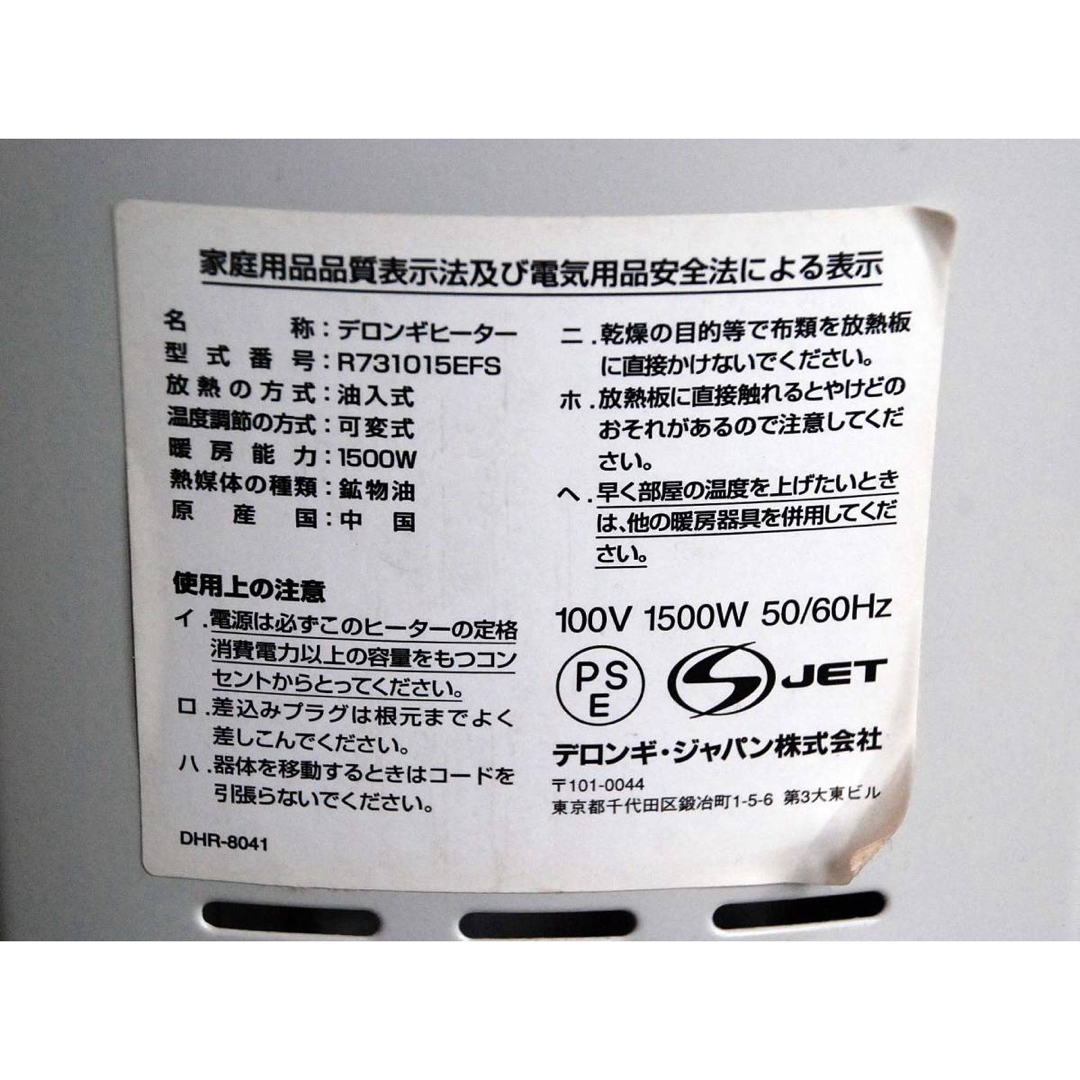 家庭用品品質表示法及び電気用品安全法による表示
名称：デロンギヒーター
型式番号：R731015EFS
放熱の方式：油入式
温度調節の方式：可変式
暖房能力：1500W
熱媒体の種類：鉱物油
原産国：中国
使用上の注意
イ.電源は必ずこのヒーターの定格
消費電力以上の容量をもつコン
セントからとってください。
ロ.差込みプラグは根元までよく
差しこんでください。
ハ.器体を移動するときはコードを
引張らないでください。
DHR-8041
ニ.乾燥の目的等で布類を放熱板
に直接かけないでください。
ホ.放熱板に直接触れるとやけどの
おそれがあるので注意してくだ
さい。
ヘ.早く部屋の温度を上げたいとき
は、他の暖房器具を併用してくだ
さい。
100V 1500W 50/60Hz
PS
E
JET
デロンギ・ジャパン株式会社
〒101-0044
東京都千代田区鍛冶町1-5-6 第3大東ビル